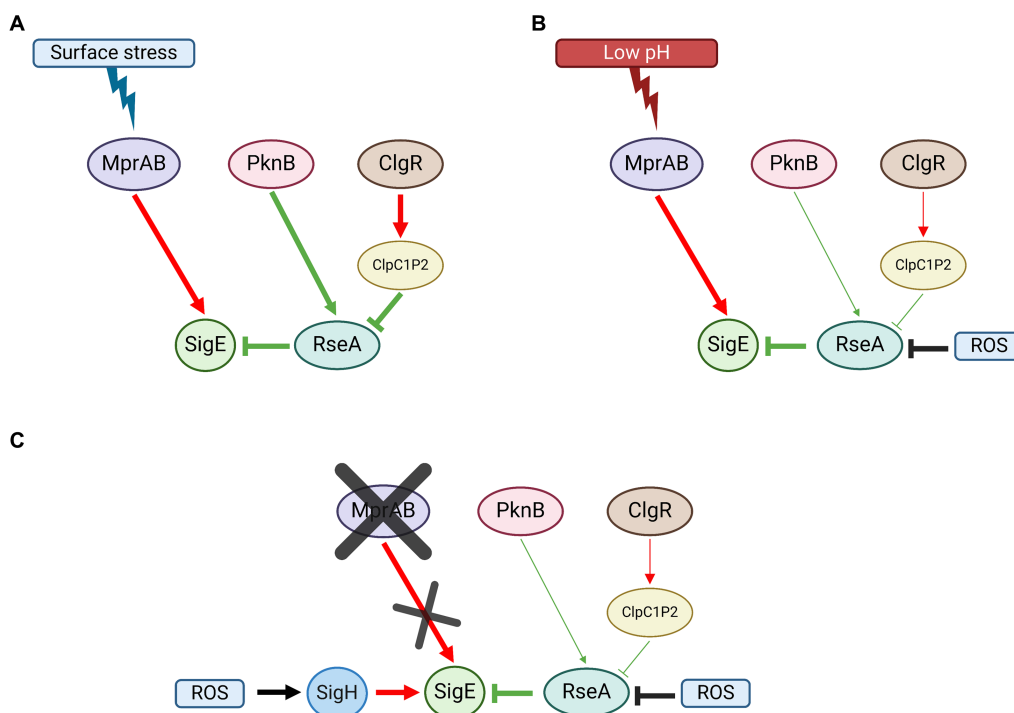 A
Surface stress
MprAB
PknB
ClgR
ClpC1P2
SigE
RseA
B
Low pH
MprAB
PknB
ClgR
ClpC1P2
SigE
RseA
ROS
C
MprAB
PknB
ClgR
ClpC1P2
ROS
SigH
SigE
RseA
ROS